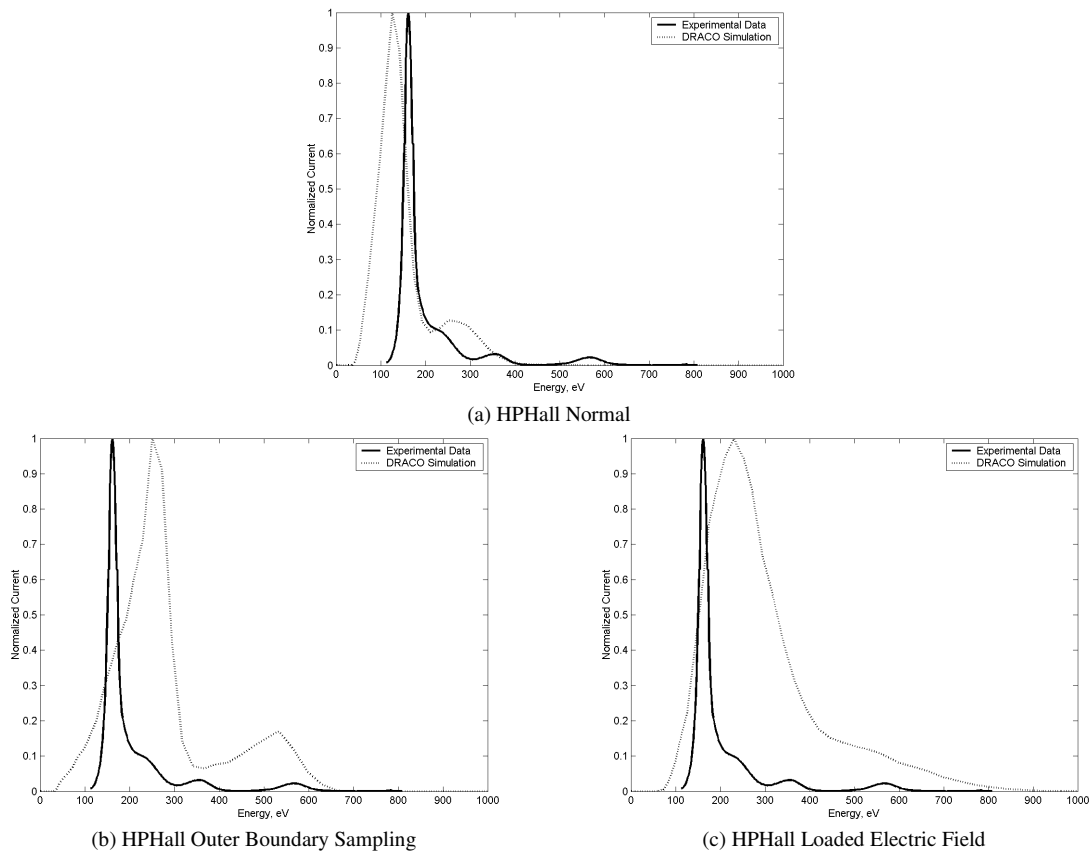 1
0.9
0.8
0.7
0.6
0.5
0.4
0.3
0.2
0.1
0
Normalized Current
Experimental Data
DRACO Simulation
0 100 200 300 400 500 600 700 800 900 1000
Energy, eV
(a) HPHall Normal
1
0.9
0.8
0.7
0.6
0.5
0.4
0.3
0.2
0.1
0
Normalized Current
Experimental Data
DRACO Simulation
0 100 200 300 400 500 600 700 800 900 1000
Energy, eV
(b) HPHall Outer Boundary Sampling
1
0.9
0.8
0.7
0.6
0.5
0.4
0.3
0.2
0.1
0
Normalized Current
Experimental Data
DRACO Simulation
0 100 200 300 400 500 600 700 800 900 1000
Energy, eV
(c) HPHall Loaded Electric Field